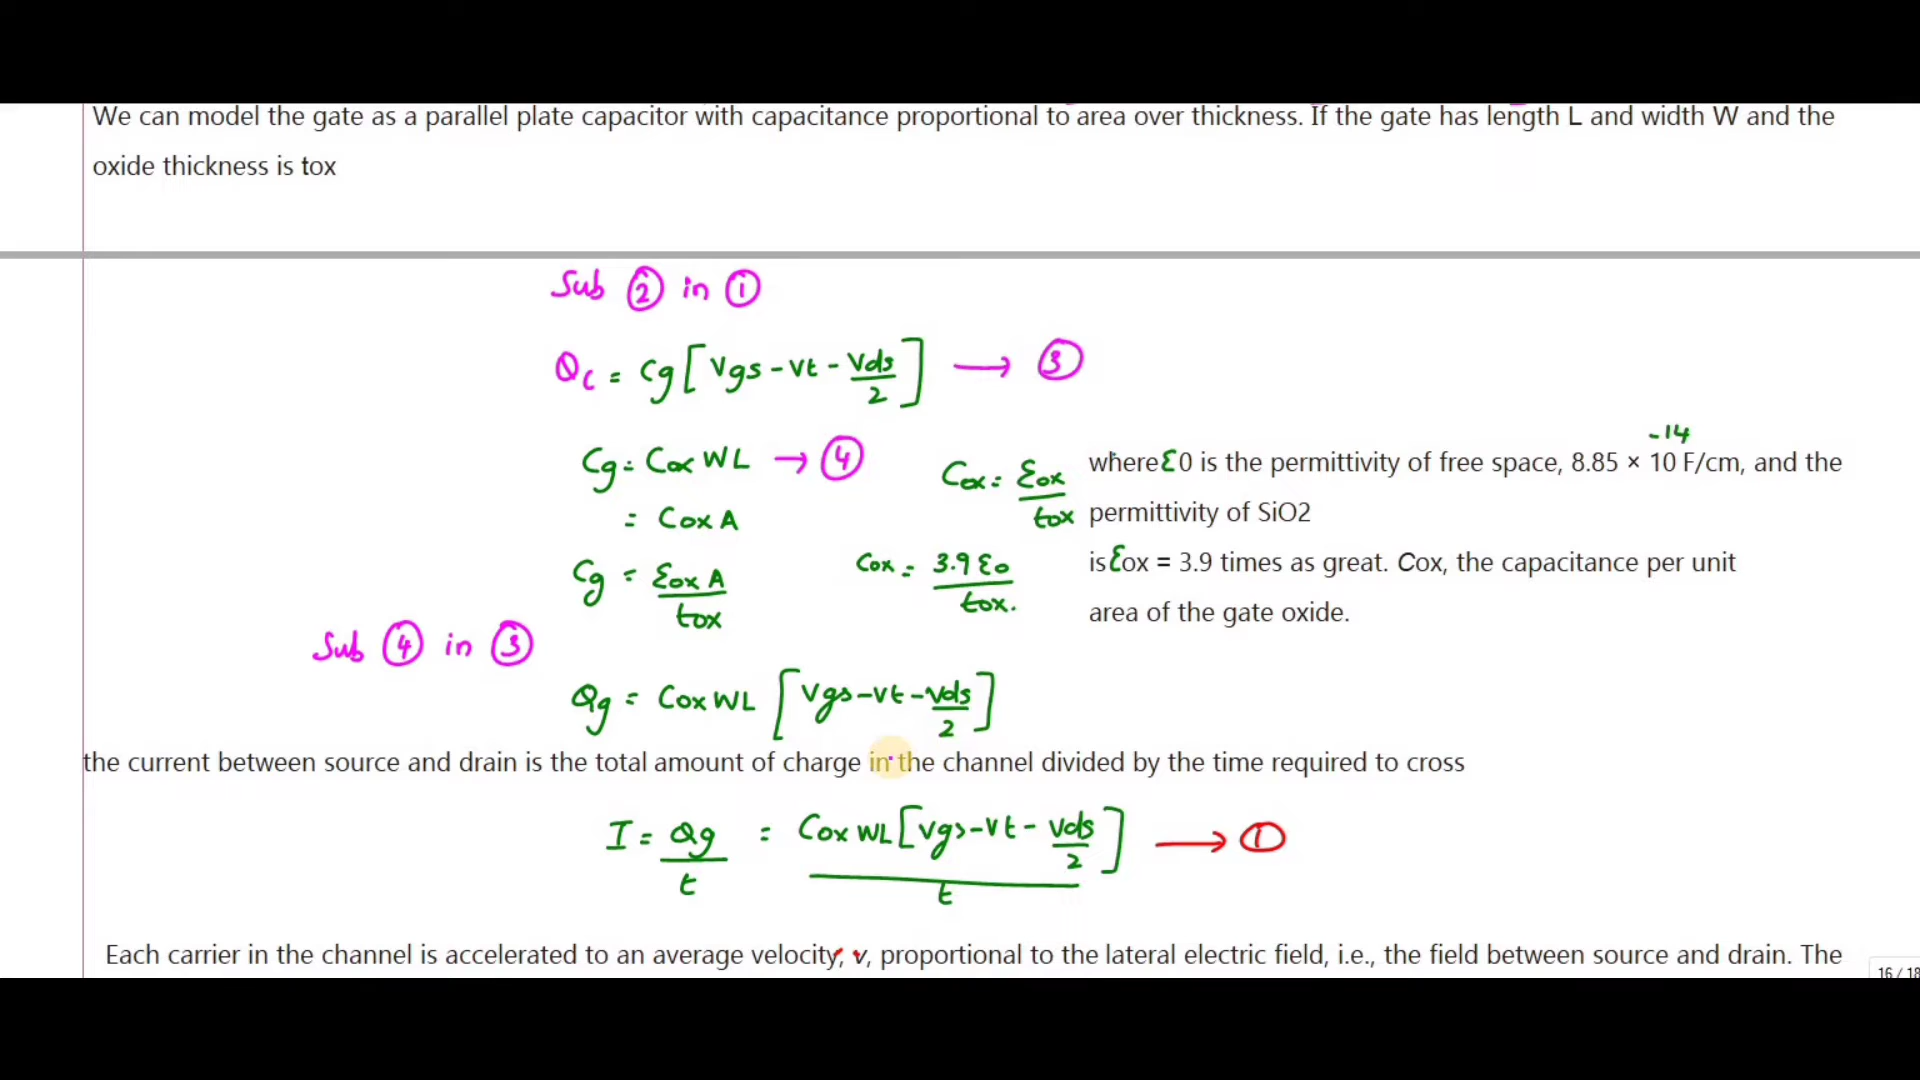 We can model the gate as a parallel plate capacitor with capacitance proportional to area over thickness. If the gate has length L and width W and the
oxide thickness is tox
Sub ② in ①
Qc = Cg [Vgs - Vt - Vds/2] → ③
Cg = Cox WL → ④
= Cox A
Cg = Ɛox A / tox
Cox = Ɛox / tox
Cox = 3.9 Ɛo / tox.
where Ɛ0 is the permittivity of free space, 8.85 × 10 -14 F/cm, and the
permittivity of SiO2
is Ɛox = 3.9 times as great. Cox, the capacitance per unit
area of the gate oxide.
Sub ④ in ③
Qg = Cox WL [Vgs - Vt - Vds/2]
the current between source and drain is the total amount of charge in the channel divided by the time required to cross
I = Qg/t = Cox WL [Vgs - Vt - Vds/2] / t → ①
Each carrier in the channel is accelerated to an average velocity, v, proportional to the lateral electric field, i.e., the field between source and drain. The
16 / 18